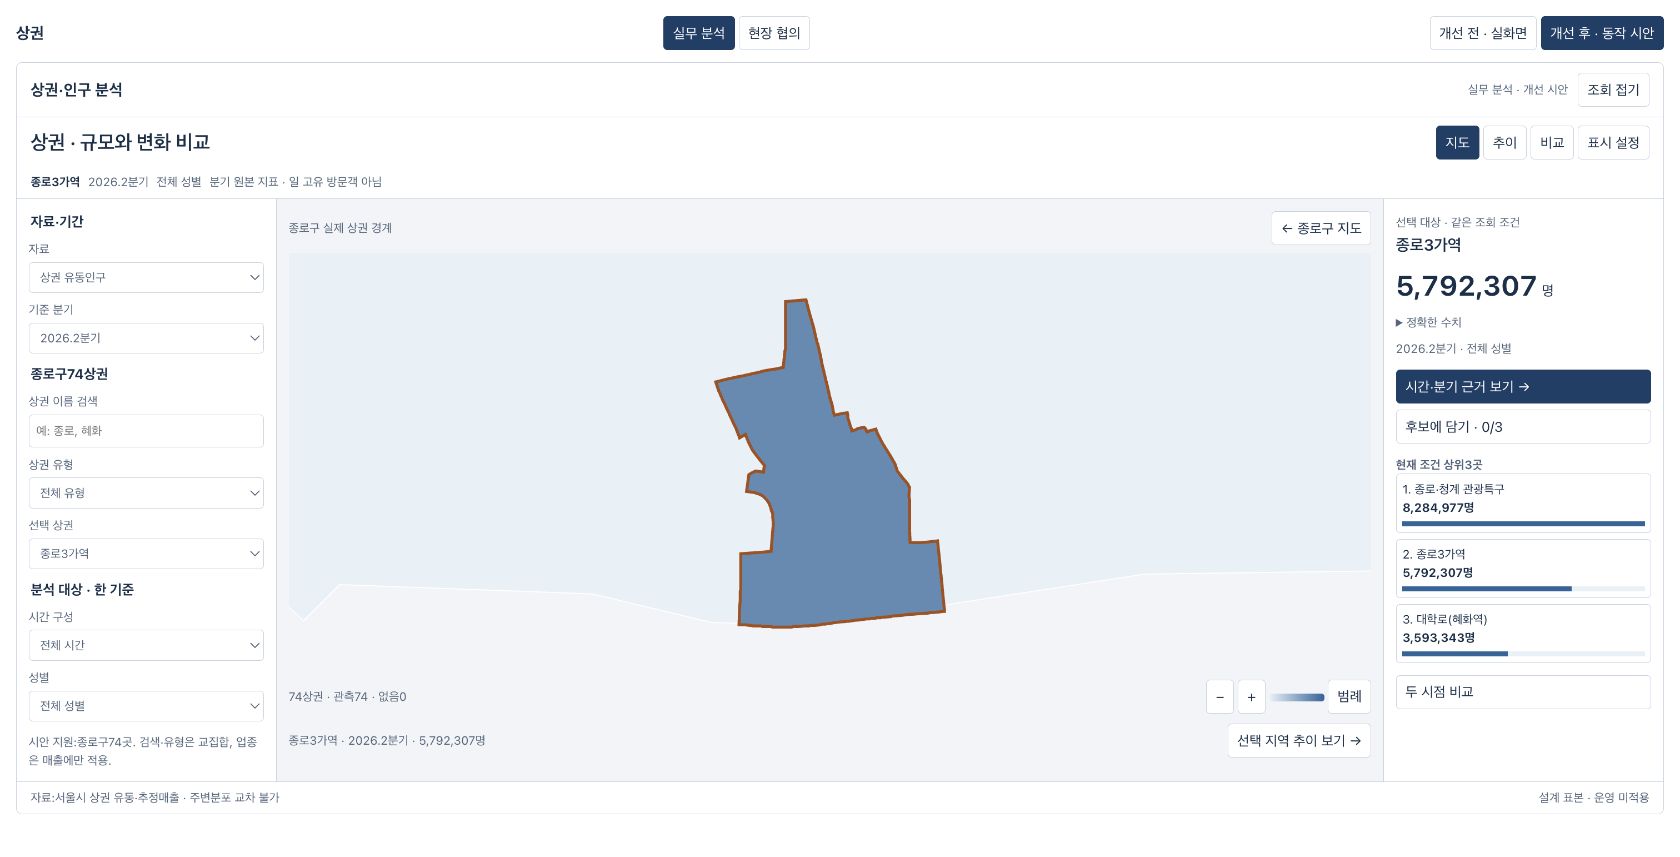 상권
실무 분석
현장 협의
개선 전 · 실화면
개선 후 · 동작 시안
상권·인구 분석
실무 분석 · 개선 시안
조회 접기
상권 · 규모와 변화 비교
지도
추이
비교
표시 설정
종로3가역 2026.2분기 전체 성별 분기 원본 지표 · 일 고유 방문객 아님
자료·기간
자료
상권 유동인구
기준 분기
2026.2분기
종로구74상권
상권 이름 검색
예: 종로, 혜화
상권 유형
전체 유형
선택 상권
종로3가역
분석 대상 · 한 기준
시간 구성
전체 시간
성별
전체 성별
시안 지원:종로구74곳. 검색·유형은 교집합, 업종
은 매출에만 적용.
종로구 실제 상권 경계
← 종로구 지도
74상권 · 관측74 · 없음0
−
+
범례
종로3가역 · 2026.2분기 · 5,792,307명
선택 지역 추이 보기 →
선택 대상 · 같은 조회 조건
종로3가역
5,792,307 명
▶ 정확한 수치
2026.2분기 · 전체 성별
시간·분기 근거 보기 →
후보에 담기 · 0/3
현재 조건 상위3곳
1. 종로·청계 관광특구
8,284,977명
2. 종로3가역
5,792,307명
3. 대학로(혜화역)
3,593,343명
두 시점 비교
자료:서울시 상권 유동·추정매출 · 주변분포 교차 불가
설계 표본 · 운영 미적용